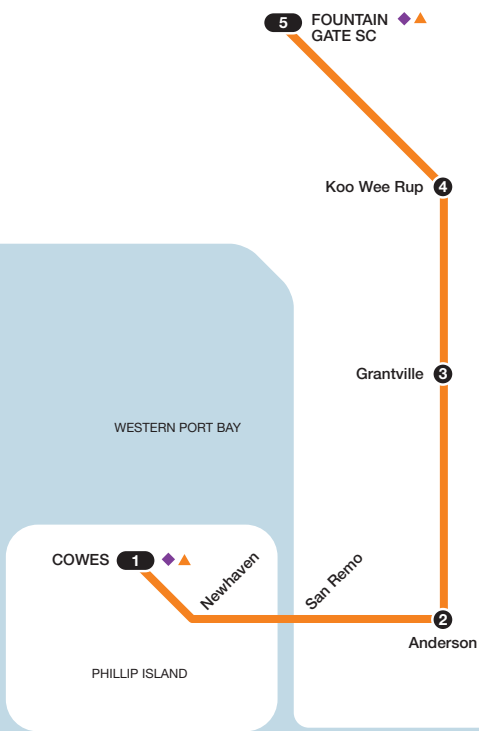 5 FOUNTAIN
GATE SC
Koo Wee Rup 4
Grantville 3
WESTERN PORT BAY
COWES 1
Newhaven
San Remo
2
Anderson
PHILLIP ISLAND